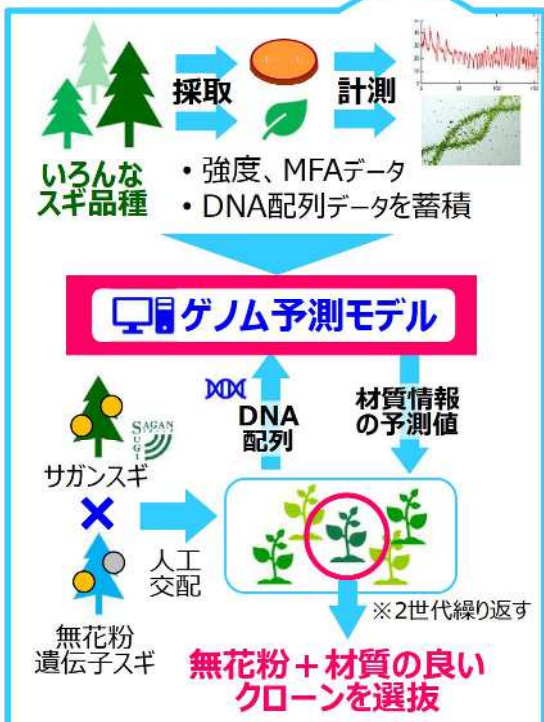 採取
計測
いろんな
スギ品種
・強度、MFAデータ
・DNA配列データを蓄積
ゲノム予測モデル
DNA
配列
材質情報
の予測値
SAGAN
SUGI
サガンスギ
人工
交配
無花粉
遺伝子スギ
※2世代繰り返す
無花粉+材質の良い
クローンを選抜